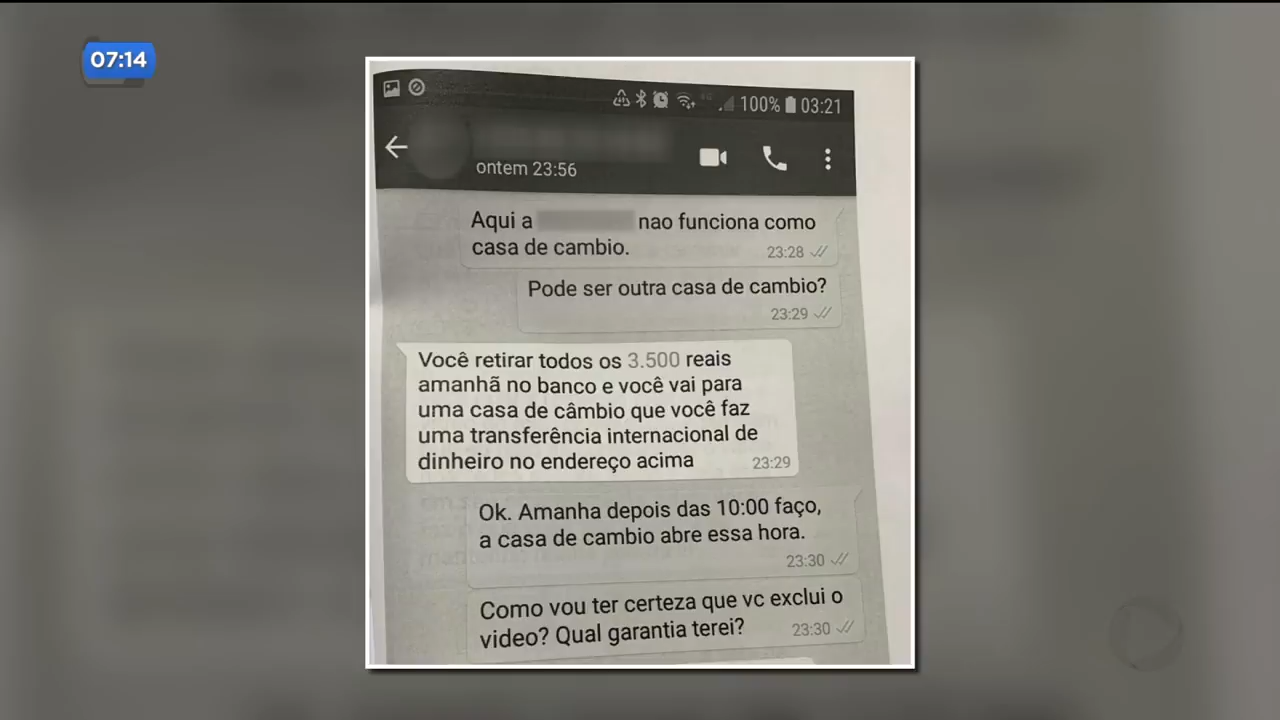 07:14
100% 03:21
ontem 23:56
Aqui a nao funciona como
casa de cambio.
23:28
Pode ser outra casa de cambio?
23:29
Você retirar todos os 3.500 reais
amanhã no banco e você vai para
uma casa de câmbio que você faz
uma transferência internacional de
dinheiro no endereço acima
23:29
Ok. Amanha depois das 10:00 faço,
a casa de cambio abre essa hora.
23:30
Como vou ter certeza que vc exclui o
video? Qual garantia terei?
23:30